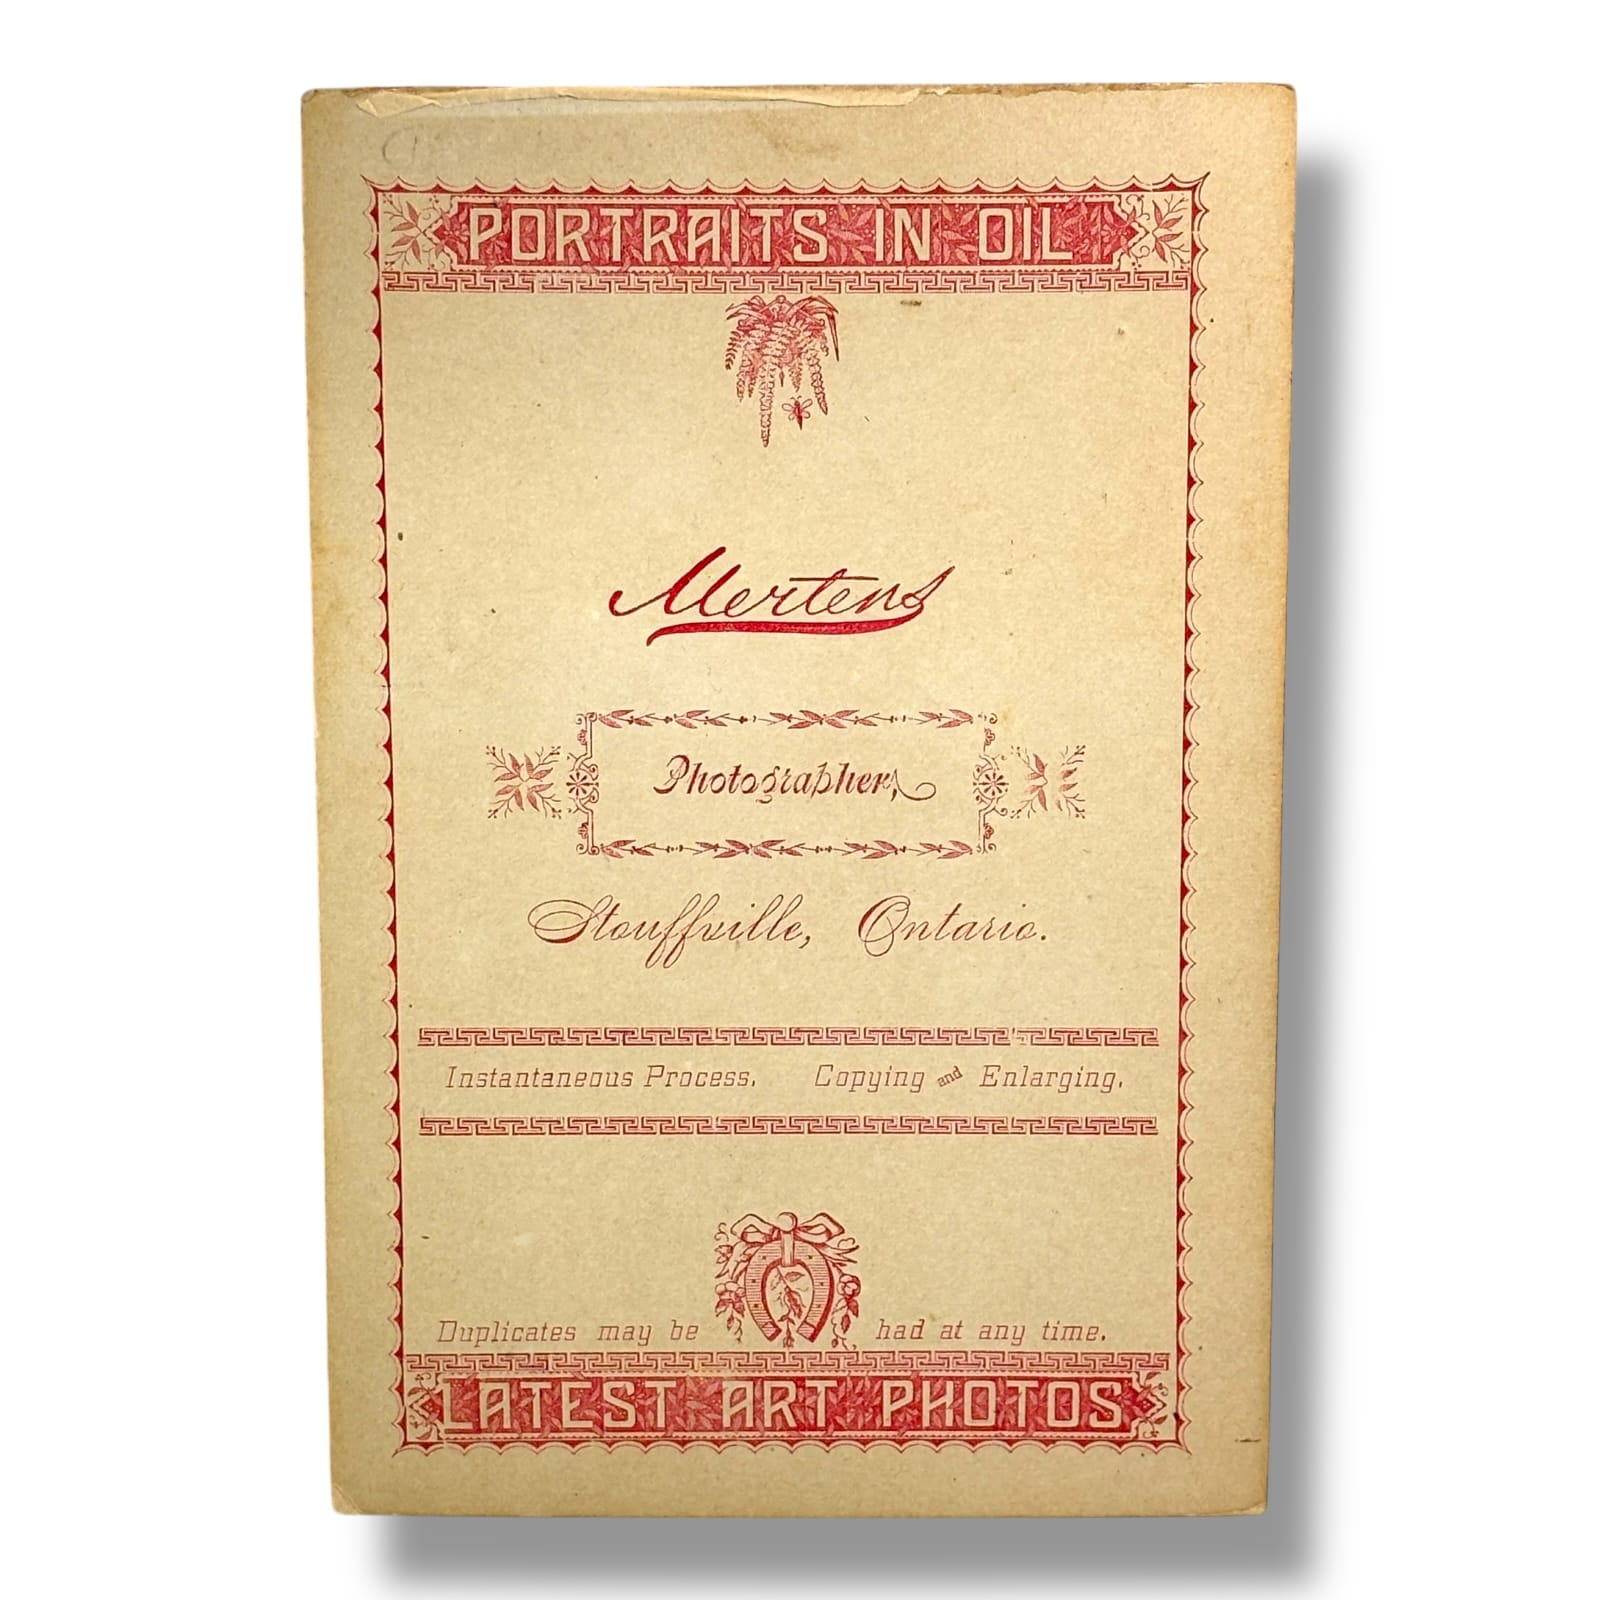 PORTRAITS IN OIL
Mertens
Photographer,
Stouffville, Ontario.
Instantaneous Process. Copying and Enlarging.
Duplicates may be had at any time.
LATEST ART PHOTOS